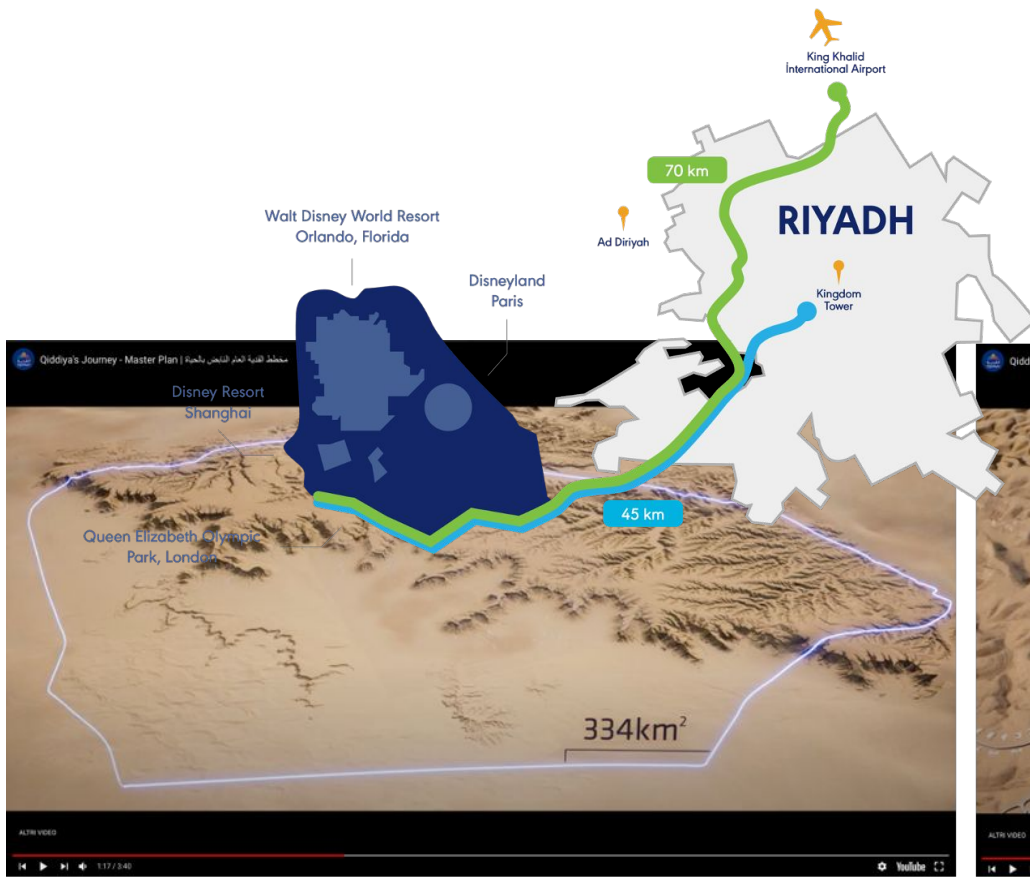 King Khalid
International Airport
70 km
RIYADH
Ad Diriyah
Kingdom
Tower
Walt Disney World Resort
Orlando, Florida
Disneyland
Paris
Qiddiya's Journey - Master Plan | مخطط القدية العام النابض بالحياة
Qidd
Disney Resort
Shanghai
45 km
Queen Elizabeth Olympic
Park, London
334km²
ALTRI VIDEO
ALTRI VIDEO
1:17 / 3:40
YouTube